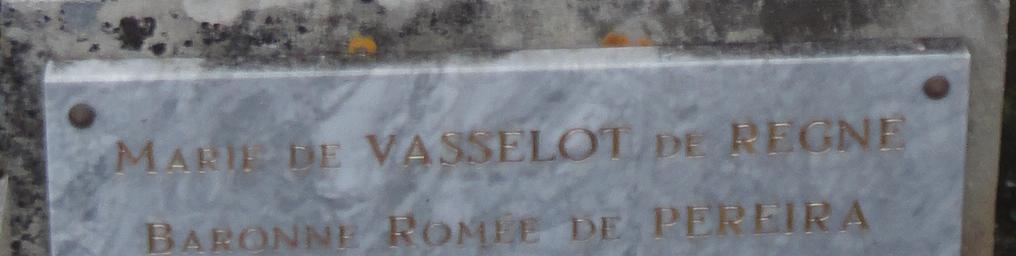 Marie de VASSELOT de REGNE
Baronne Romée de PEREIRA